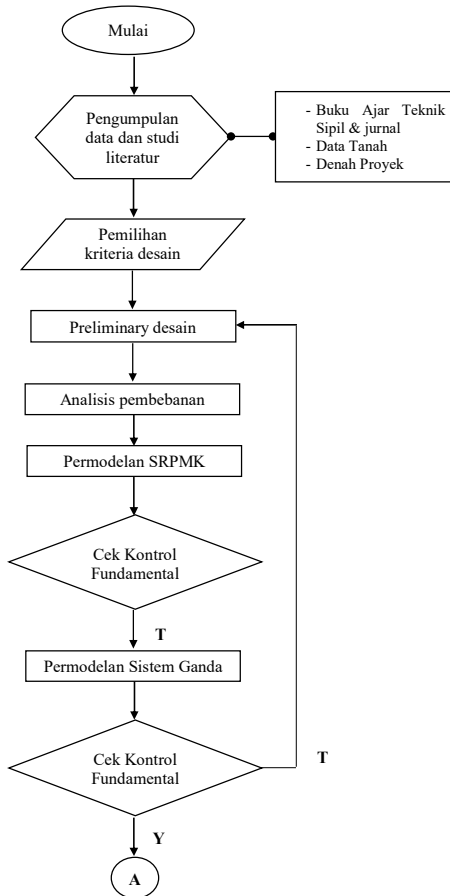 Mulai
Pengumpulan
data dan studi
literatur
- Buku Ajar Teknik
Sipil & jurnal
- Data Tanah
- Denah Proyek
Pemilihan
kriteria desain
Preliminary desain
Analisis pembebanan
Permodelan SRPMK
Cek Kontrol
Fundamental
T
Permodelan Sistem Ganda
Cek Kontrol
Fundamental
T
Y
A